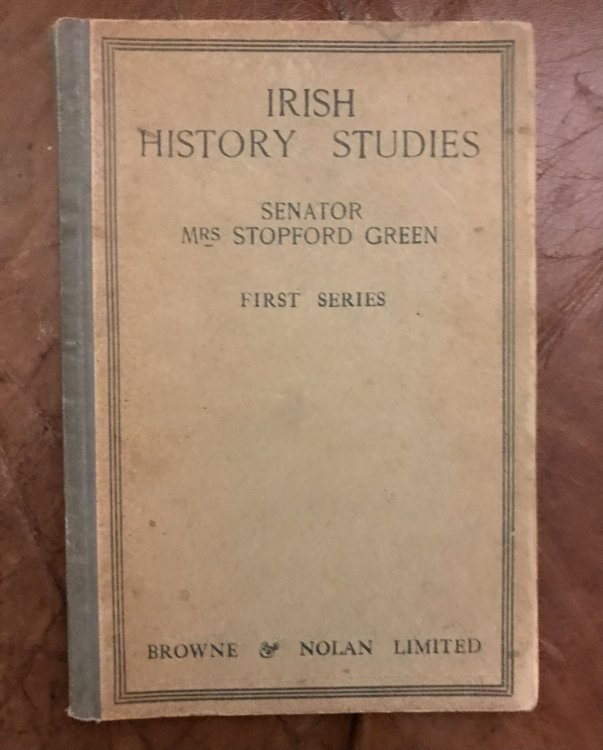 IRISH
HISTORY STUDIES
SENATOR
MRS STOPFORD GREEN
FIRST SERIES
BROWNE & NOLAN LIMITED